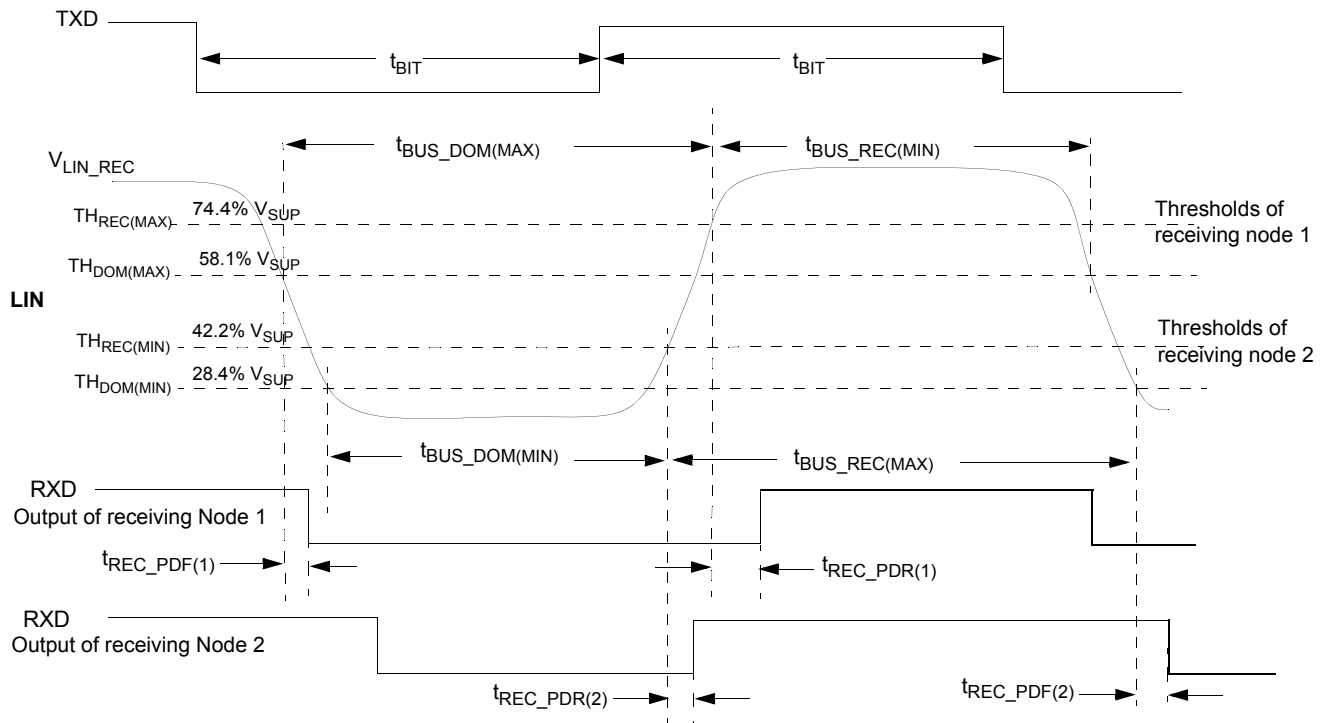 TXD
tBIT
tBIT
tBUS_DOM(MAX)
tBUS_REC(MIN)
VLIN_REC
THREC(MAX) 74.4% VSUP
Thresholds of
receiving node 1
THDOM(MAX) 58.1% VSUP
LIN
THREC(MIN) 42.2% VSUP
Thresholds of
receiving node 2
THDOM(MIN) 28.4% VSUP
tBUS_DOM(MIN)
tBUS_REC(MAX)
RXD
Output of receiving Node 1
tREC_PDF(1)
tREC_PDR(1)
RXD
Output of receiving Node 2
tREC_PDR(2)
tREC_PDF(2)